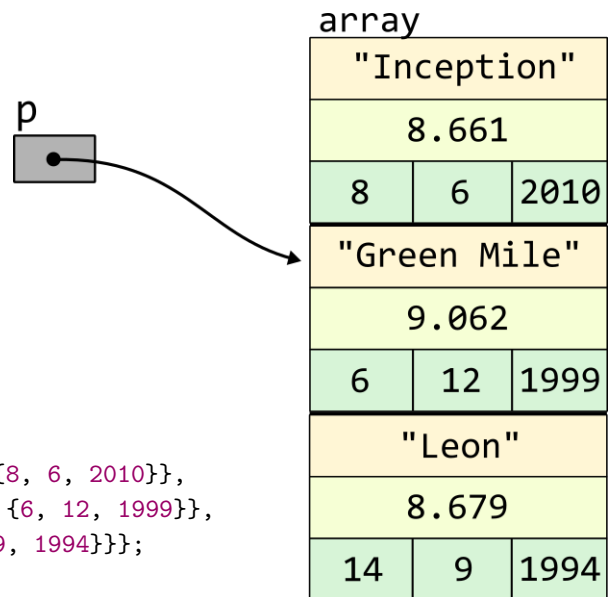 array
"Inception"
p
8.661
8 6 2010
"Green Mile"
9.062
6 12 1999
"Leon"
{8, 6, 2010}},
8.679
{6, 12, 1999}},
9, 1994}}};
14 9 1994